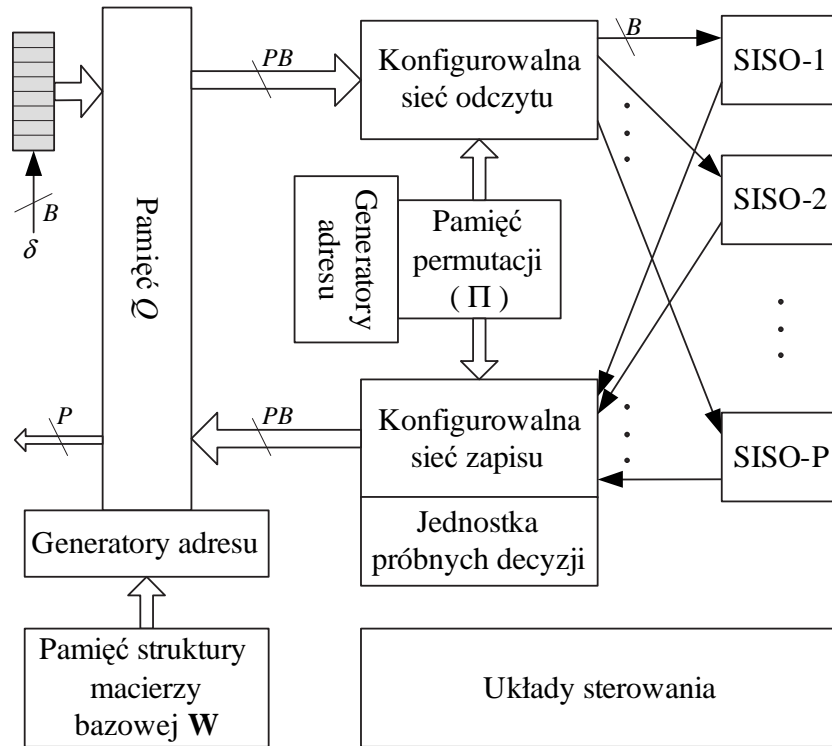 B
δ
Pamięć Q
PB
Konfigurowalna
sieć odczytu
B
SISO-1
SISO-2
SISO-P
Generatory
adresu
Pamięć
permutacji
( Π )
P
PB
Konfigurowalna
sieć zapisu
Jednostka
próbnych decyzji
Generatory adresu
Pamięć struktury
macierzy
bazowej W
Układy sterowania